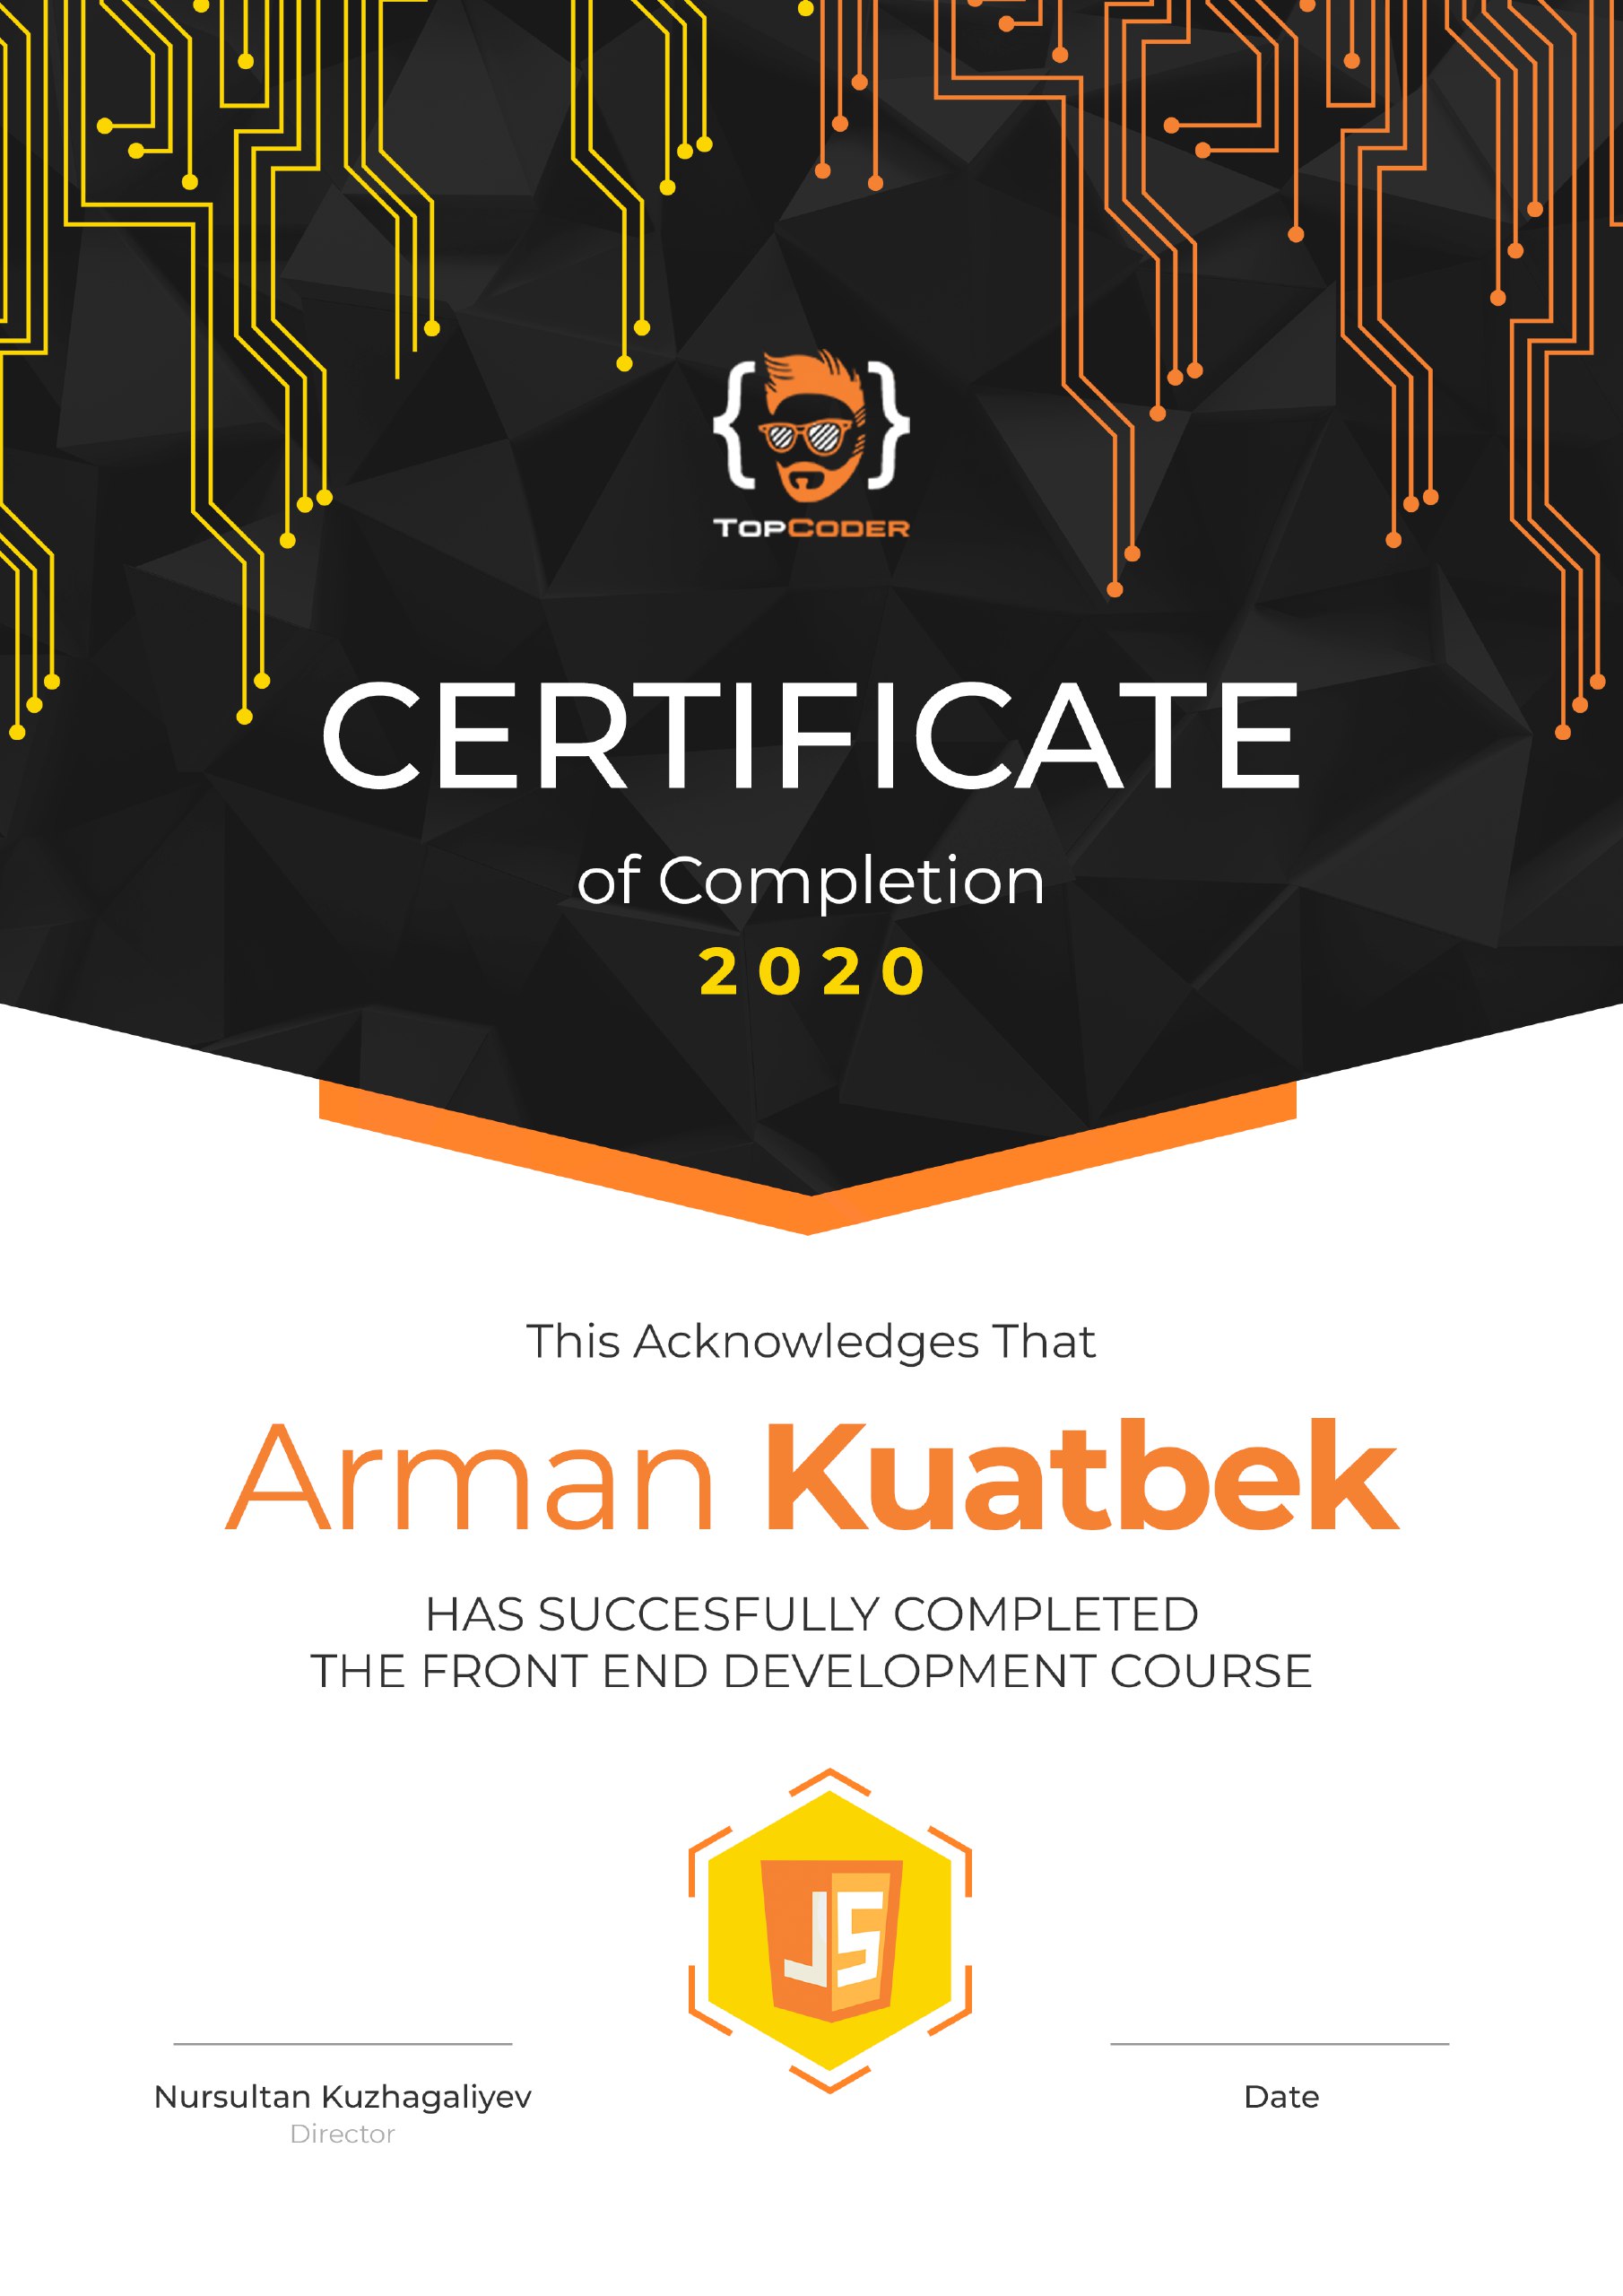 TOPCODER
CERTIFICATE
of Completion
2020
This Acknowledges That
Arman Kuatbek
HAS SUCCESFULLY COMPLETED
THE FRONT END DEVELOPMENT COURSE
JS
Nursultan Kuzhagaliyev
Director
Date